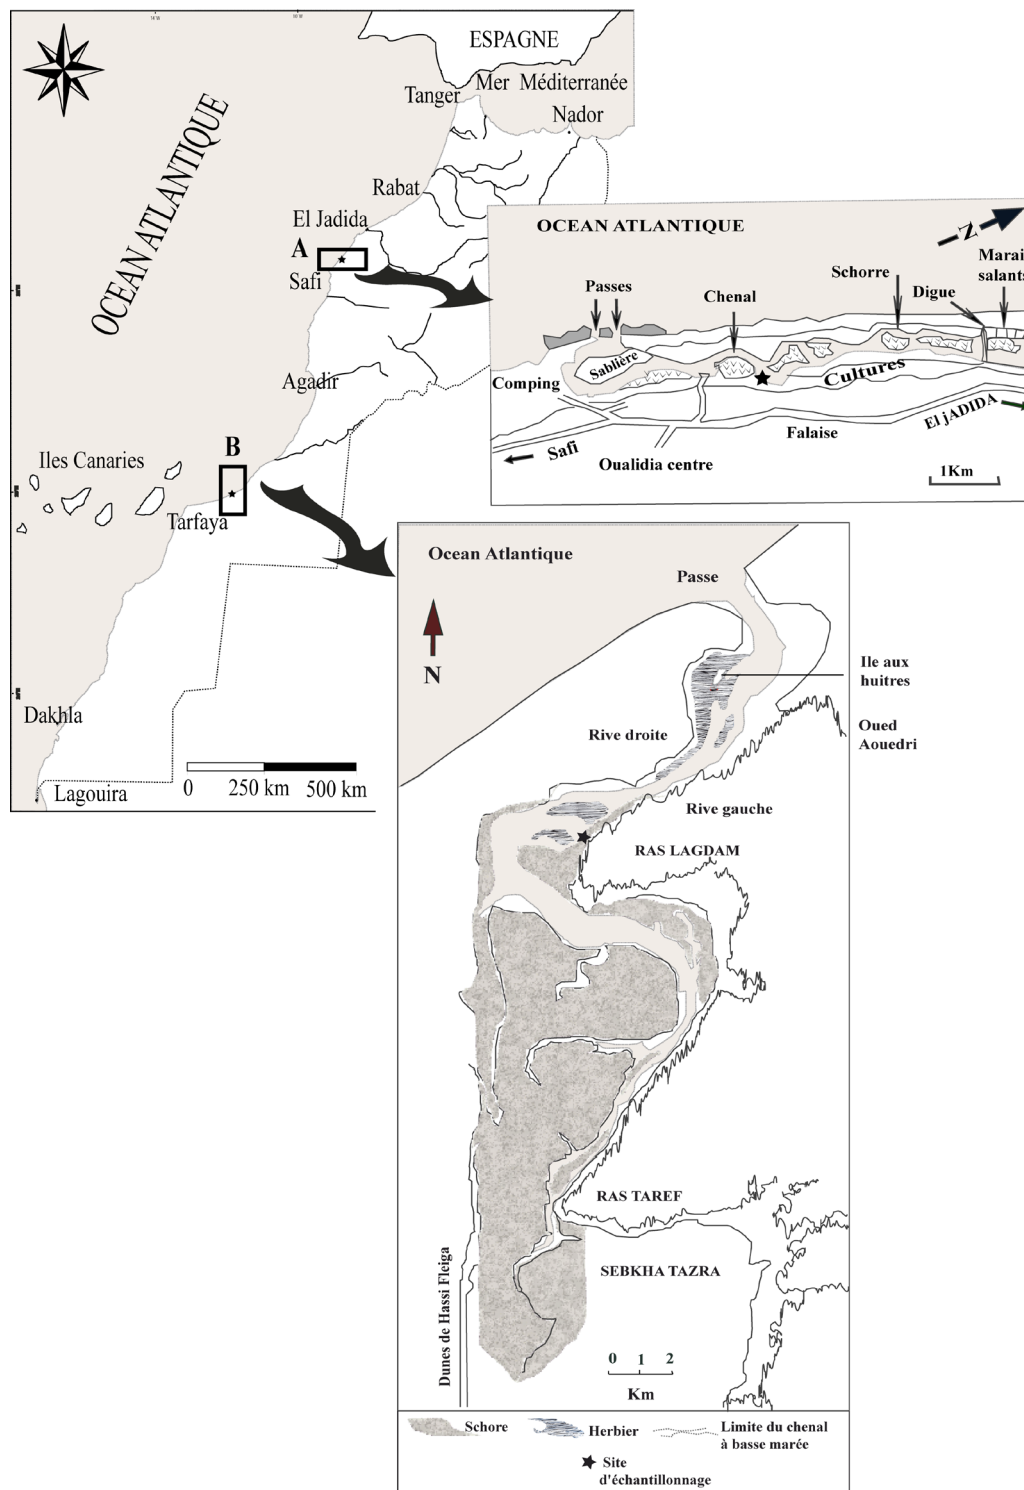 ESPAGNE
Mer Méditerranée
Tanger
Nador
OCEAN ATLANTIQUE
Rabat
El Jadida
A
Safi
Agadir
B
Iles Canaries
Tarfaya
Dakhla
Lagouira
0 250 km 500 km
OCEAN ATLANTIQUE
N
Marai
salants
Schorre
Digue
Passes
Chenal
Sablière
Comping
Cultures
El jADIDA
Falaise
Safi
Oualidia centre
1Km
Ocean Atlantique
Passe
N
Ile aux
huitres
Rive droite
Oued
Aouedri
Rive gauche
RAS LAGDAM
RAS TAREF
SEBKHA TAZRA
Dunes de Hassi Fleiga
0 1 2
Km
Schore
Herbier
Limite du chenal
à basse marée
Site
d'échantillonnage